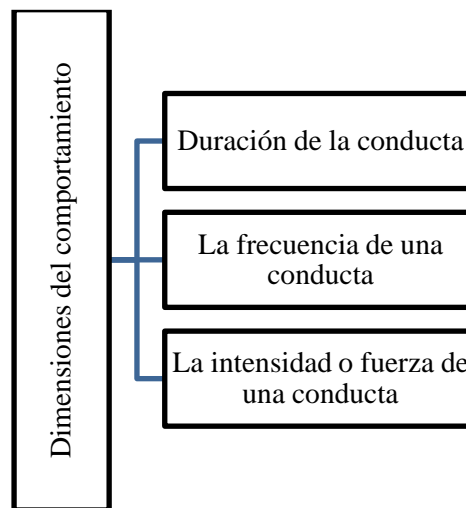 Dimensiones del comportamiento
Duración de la conducta
La frecuencia de una
conducta
La intensidad o fuerza de
una conducta